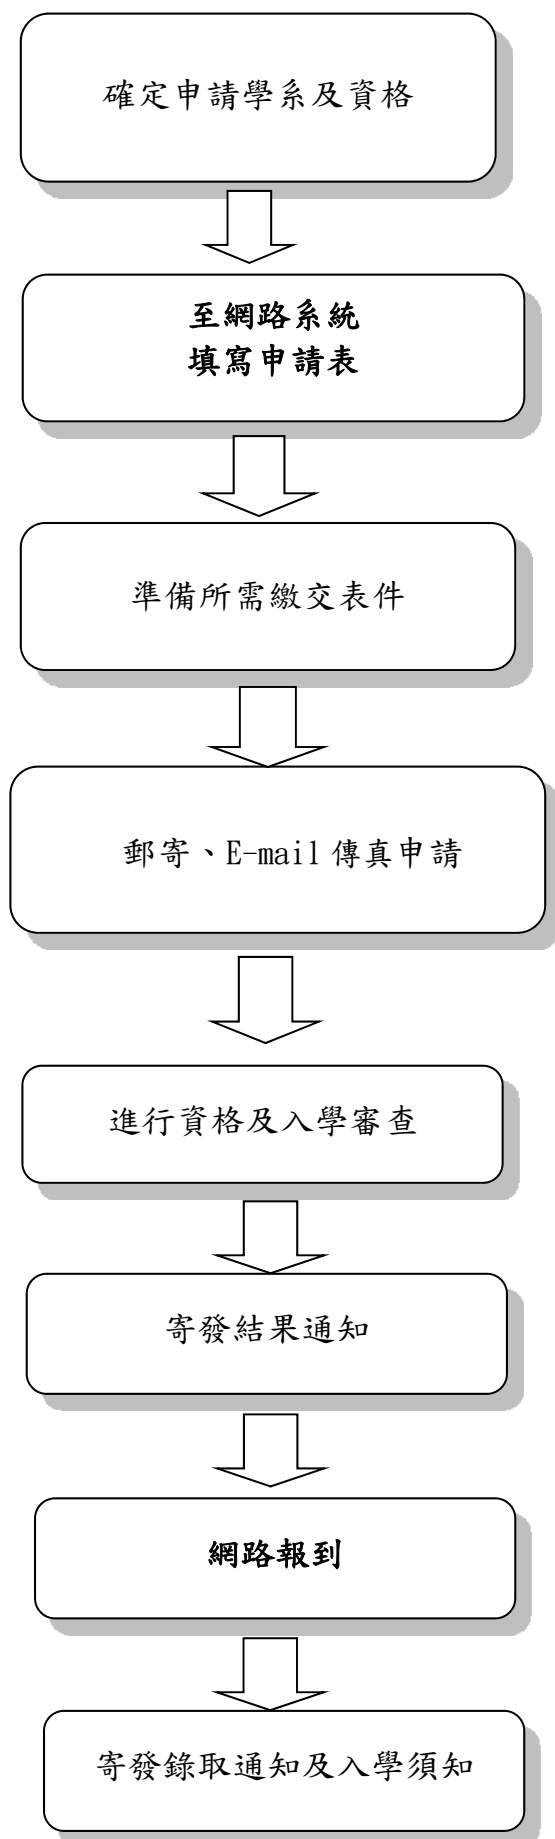 確定申請學系及資格
至網路系統
填寫申請表
準備所需繳交表件
郵寄、E-mail 傳真申請
進行資格及入學審查
寄發結果通知
網路報到
寄發錄取通知及入學須知